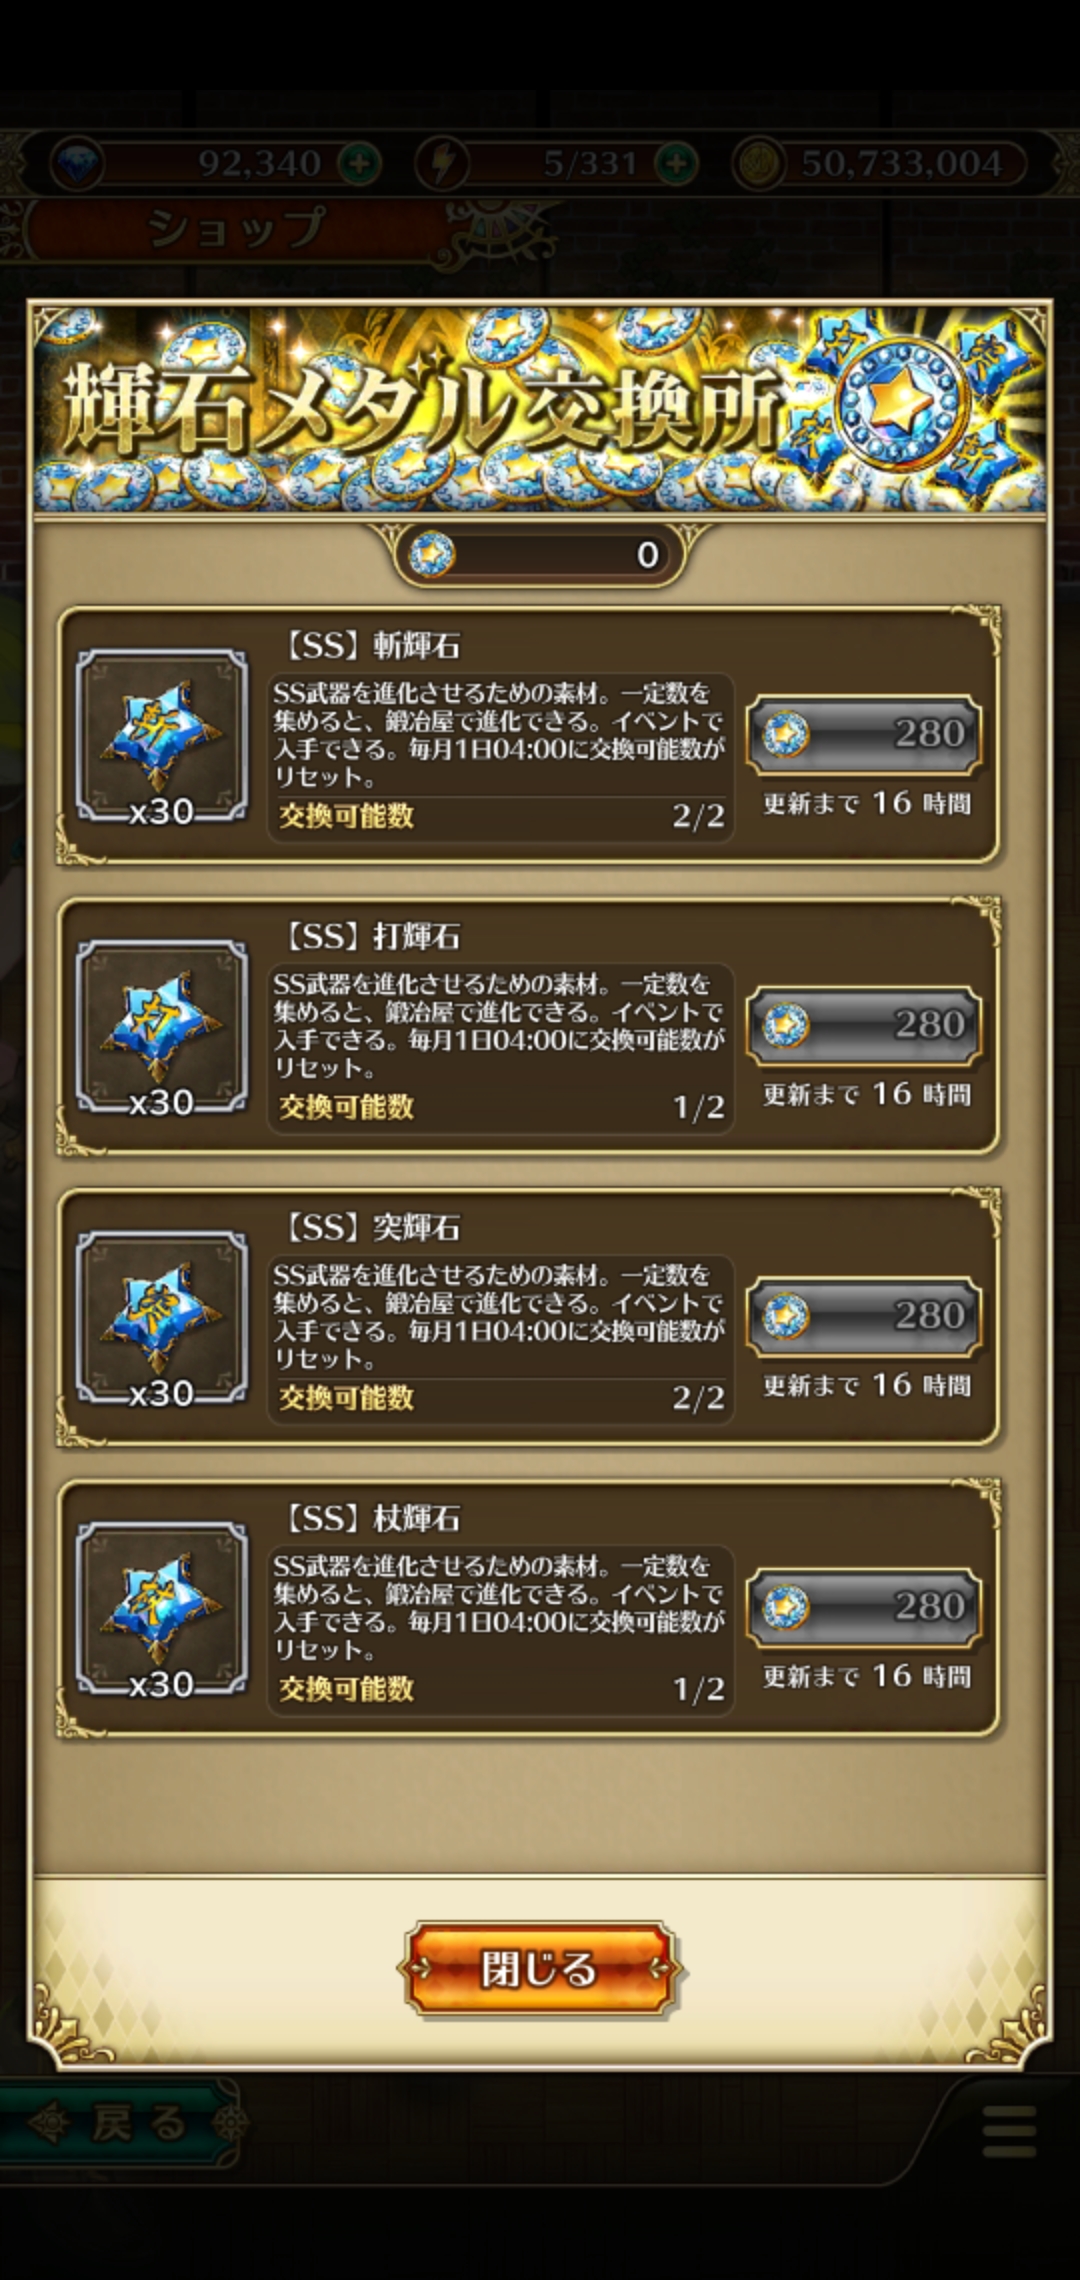 92,340
5/331
50,733,004
ショップ
輝石メダル交換所
0
【SS】斬輝石
SS武器を進化させるための素材。一定数を
集めると、鍛冶屋で進化できる。イベントで
入手できる。毎月1日04:00に交換可能数が
リセット。
交換可能数 2/2
斬
x30
280
更新まで 16 時間
【SS】打輝石
SS武器を進化させるための素材。一定数を
集めると、鍛冶屋で進化できる。イベントで
入手できる。毎月1日04:00に交換可能数が
リセット。
交換可能数 1/2
打
x30
280
更新まで 16 時間
【SS】突輝石
SS武器を進化させるための素材。一定数を
集めると、鍛冶屋で進化できる。イベントで
入手できる。毎月1日04:00に交換可能数が
リセット。
交換可能数 2/2
x30
280
更新まで 16 時間
【SS】杖輝石
SS武器を進化させるための素材。一定数を
集めると、鍛冶屋で進化できる。イベントで
入手できる。毎月1日04:00に交換可能数が
リセット。
交換可能数 1/2
x30
280
更新まで 16 時間
閉じる
戻る